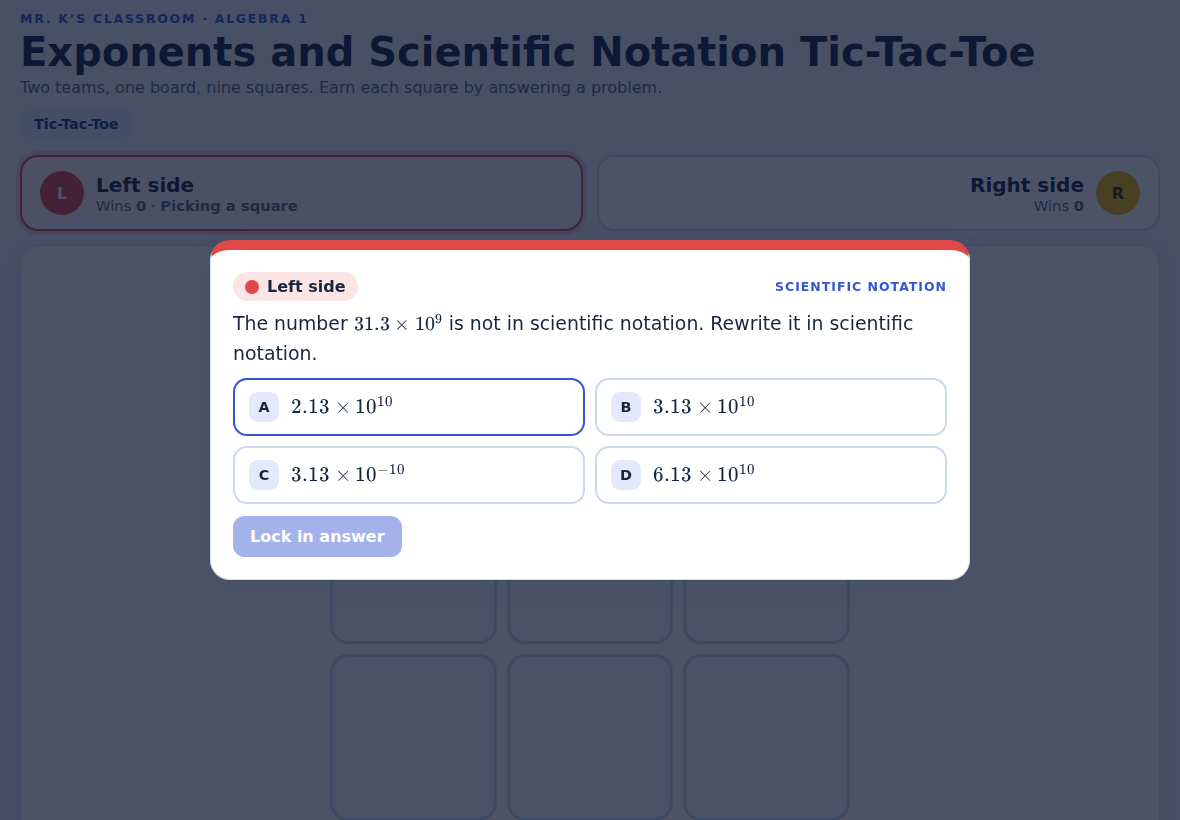 MR. K’S CLASSROOM · ALGEBRA 1
Exponents and Scientific Notation Tic-Tac-Toe
Two teams, one board, nine squares. Earn each square by answering a problem.
Tic-Tac-Toe
L
Left side
Wins 0 · Picking a square
Right side
Wins 0
R
Left side
SCIENTIFIC NOTATION
The number 31.3 × 10⁹ is not in scientific notation. Rewrite it in scientific
notation.
A 2.13 × 10¹⁰
B 3.13 × 10¹⁰
C 3.13 × 10⁻¹⁰
D 6.13 × 10¹⁰
Lock in answer